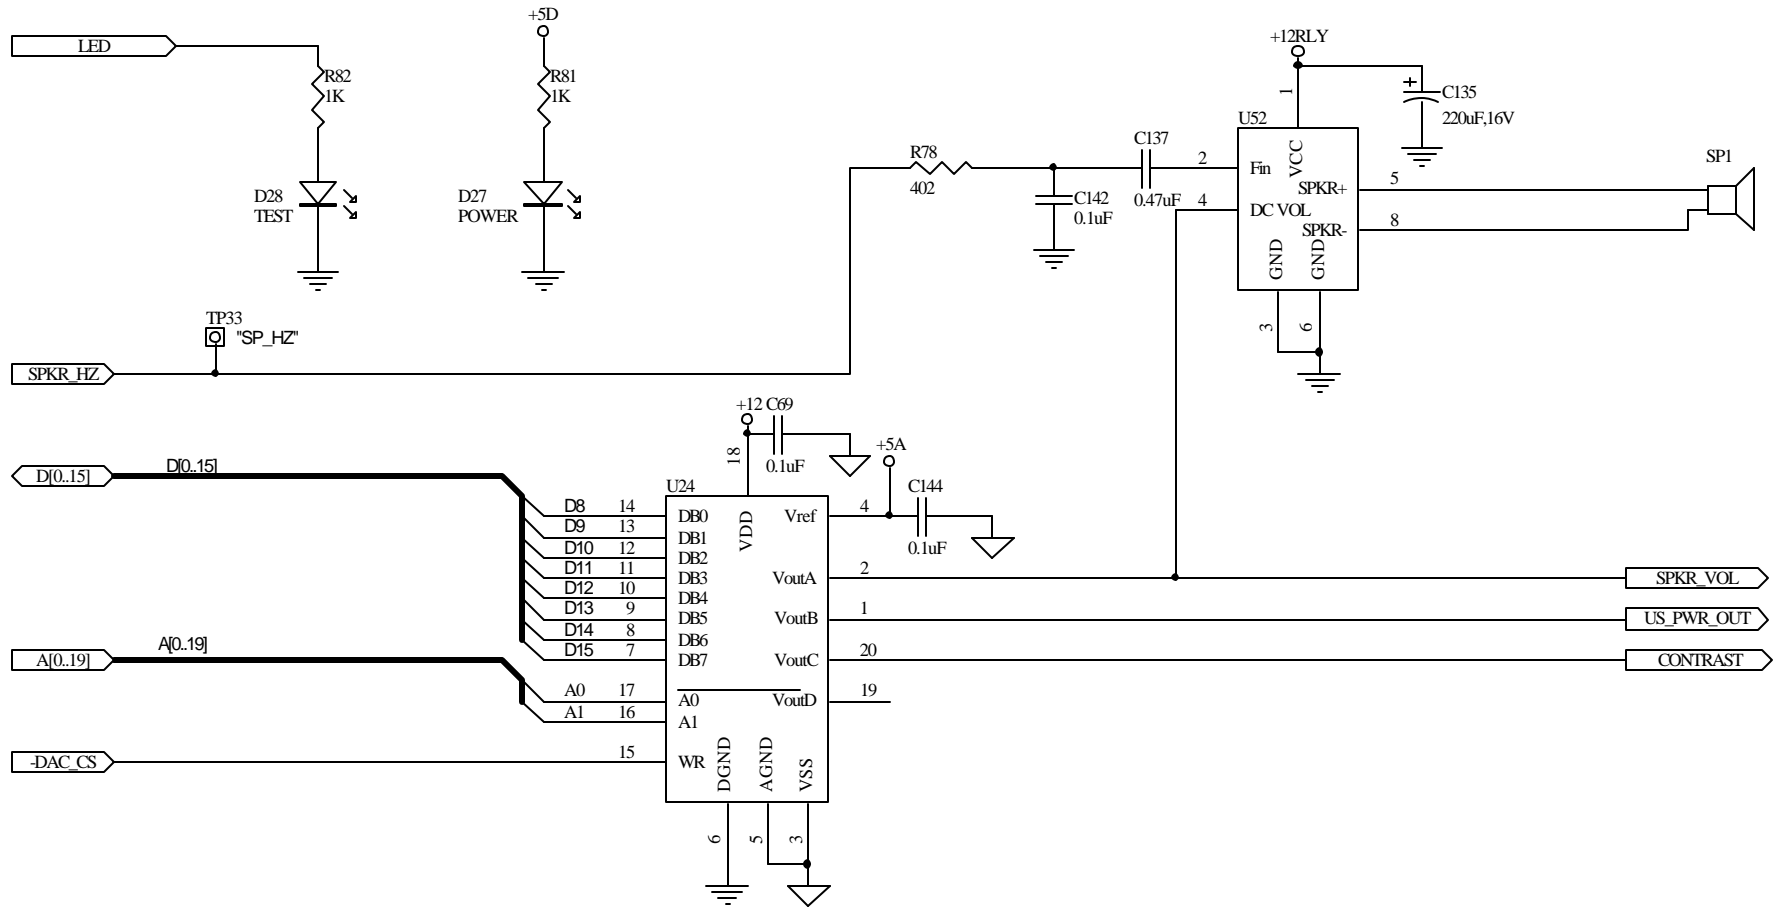 +5D
LED
R82
1K
R81
1K
D28
TEST
D27
POWER
+12RLY
1
C135
220uF,16V
U52
C137
0.47uF
R78
402
C142
0.1uF
2
4
Fin
VCC
DC VOL
SPKR+
SPKR-
GND
GND
5
8
3
6
SP1
TP33
"SP_HZ"
SPKR_HZ
+12
C69
0.1uF
18
+5A
C144
0.1uF
D[0..15]
D[0..15]
U24
D8 14 DB0
D9 13 DB1
D10 12 DB2
D11 11 DB3
D12 10 DB4
D13 9 DB5
D14 8 DB6
D15 7 DB7
VDD
Vref 4
VoutA 2
VoutB 1
VoutC 20
VoutD 19
SPKR_VOL
US_PWR_OUT
CONTRAST
A[0..19]
A[0..19]
A0 17 A0
A1 16 A1
-DAC_CS
15 WR
DGND
AGND
VSS
6
5
3